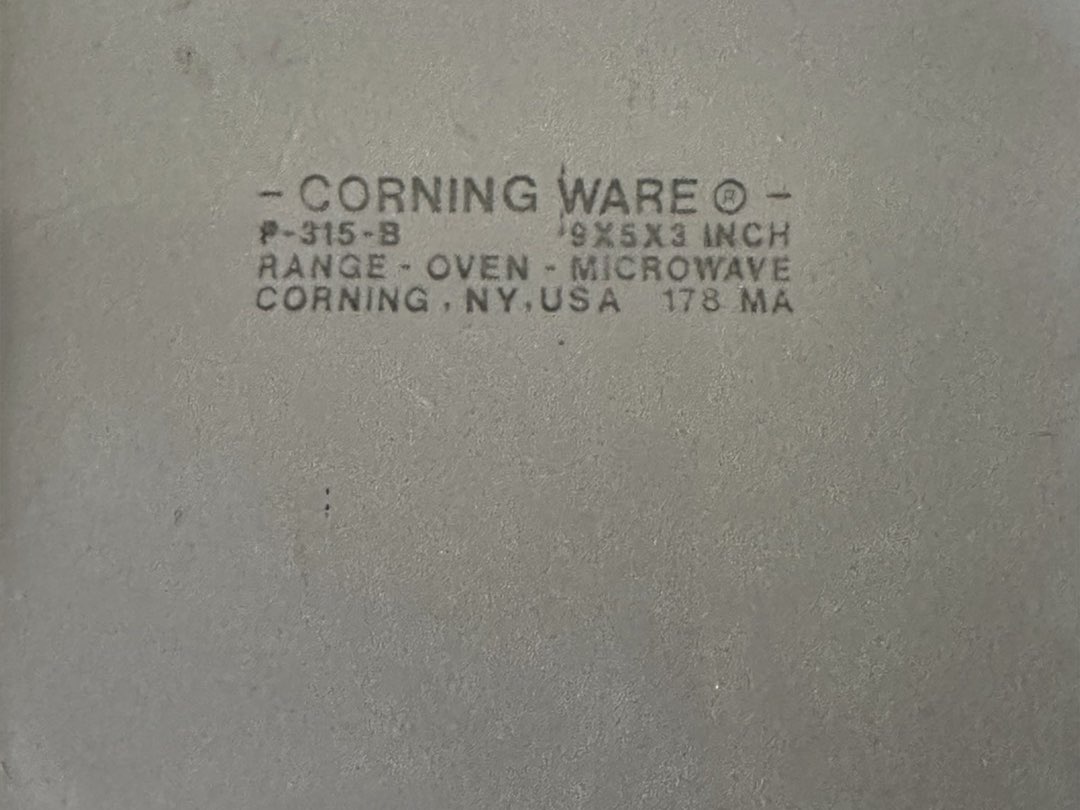 - CORNING WARE ® -
P-315-B 9X5X3 INCH
RANGE - OVEN - MICROWAVE
CORNING, NY, USA 178 MA